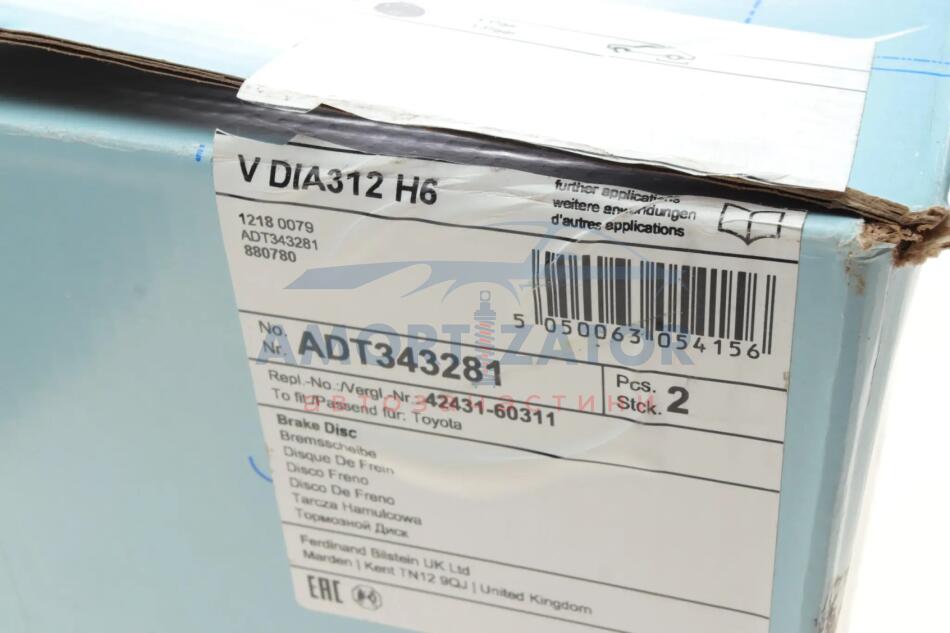 V DIA312 H6
further applications
weitere anwendungen
d'autres applications
1218 0079
ADT343281
880780
5 050063 054156
AMORTIZATOR
автозапчастини
No.
Nr. ADT343281
Repl.-No.:/Vergl.-Nr.: 42431-60311
To fit/Passend für: Toyota
Pcs.
Stck. 2
Brake Disc
Bremsscheibe
Disque De Frein
Disco Freno
Disco De Freno
Tarcza Hamulcowa
Тормозной Диск
Ferdinand Bilstein UK Ltd
Marden | Kent TN12 9QJ | United Kingdom
EAC